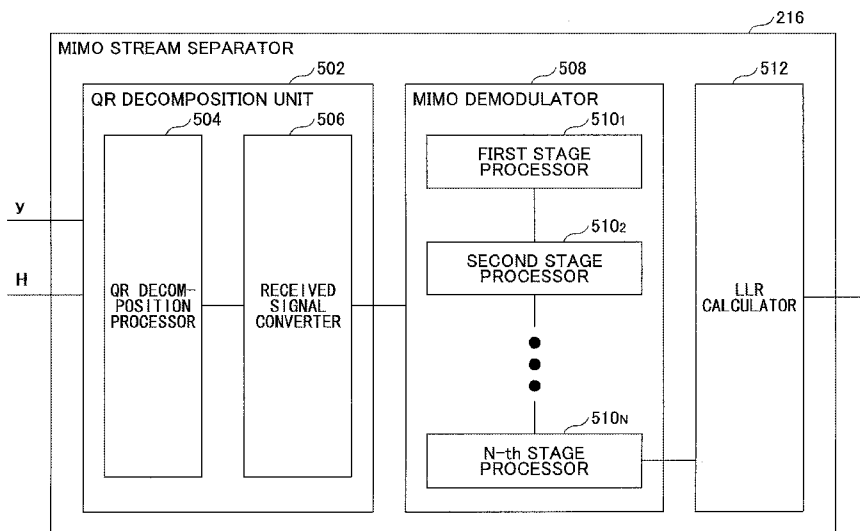 216
MIMO STREAM SEPARATOR
502
QR DECOMPOSITION UNIT
504
QR DECOM-
POSITION
PROCESSOR
506
RECEIVED
SIGNAL
CONVERTER
508
MIMO DEMODULATOR
510₁
FIRST STAGE
PROCESSOR
510₂
SECOND STAGE
PROCESSOR
510N
N-th STAGE
PROCESSOR
512
LLR
CALCULATOR
y
H